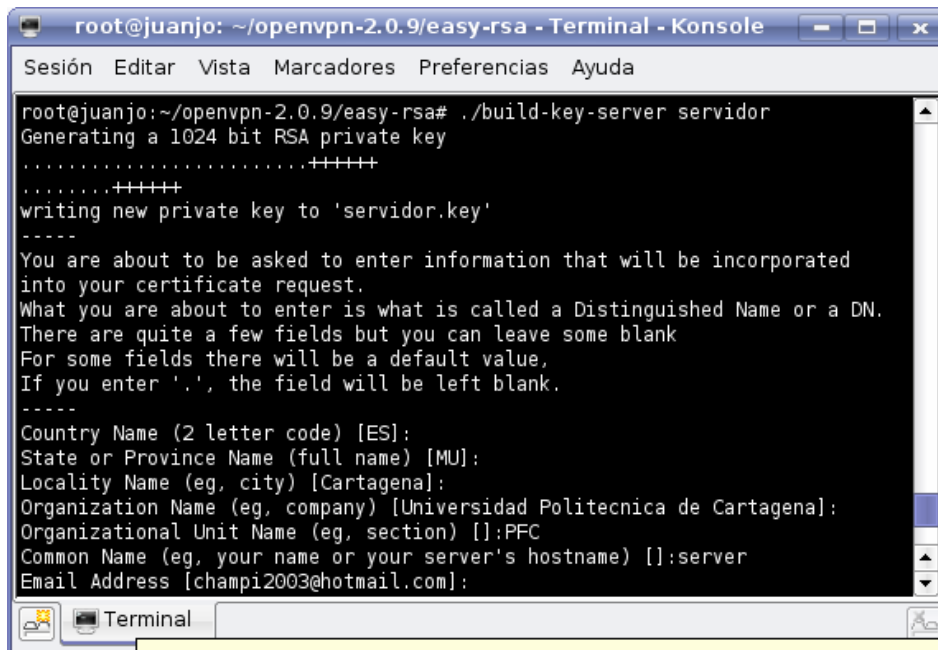 root@juanjo: ~/openvpn-2.0.9/easy-rsa - Terminal - Konsole
Sesión Editar Vista Marcadores Preferencias Ayuda
root@juanjo:~/openvpn-2.0.9/easy-rsa# ./build-key-server servidor
Generating a 1024 bit RSA private key
..........................++++++
........++++++
writing new private key to 'servidor.key'
-----
You are about to be asked to enter information that will be incorporated
into your certificate request.
What you are about to enter is what is called a Distinguished Name or a DN.
There are quite a few fields but you can leave some blank
For some fields there will be a default value,
If you enter '.', the field will be left blank.
-----
Country Name (2 letter code) [ES]:
State or Province Name (full name) [MU]:
Locality Name (eg, city) [Cartagena]:
Organization Name (eg, company) [Universidad Politecnica de Cartagena]:
Organizational Unit Name (eg, section) []:PFC
Common Name (eg, your name or your server's hostname) []:server
Email Address [champi2003@hotmail.com]:
Terminal